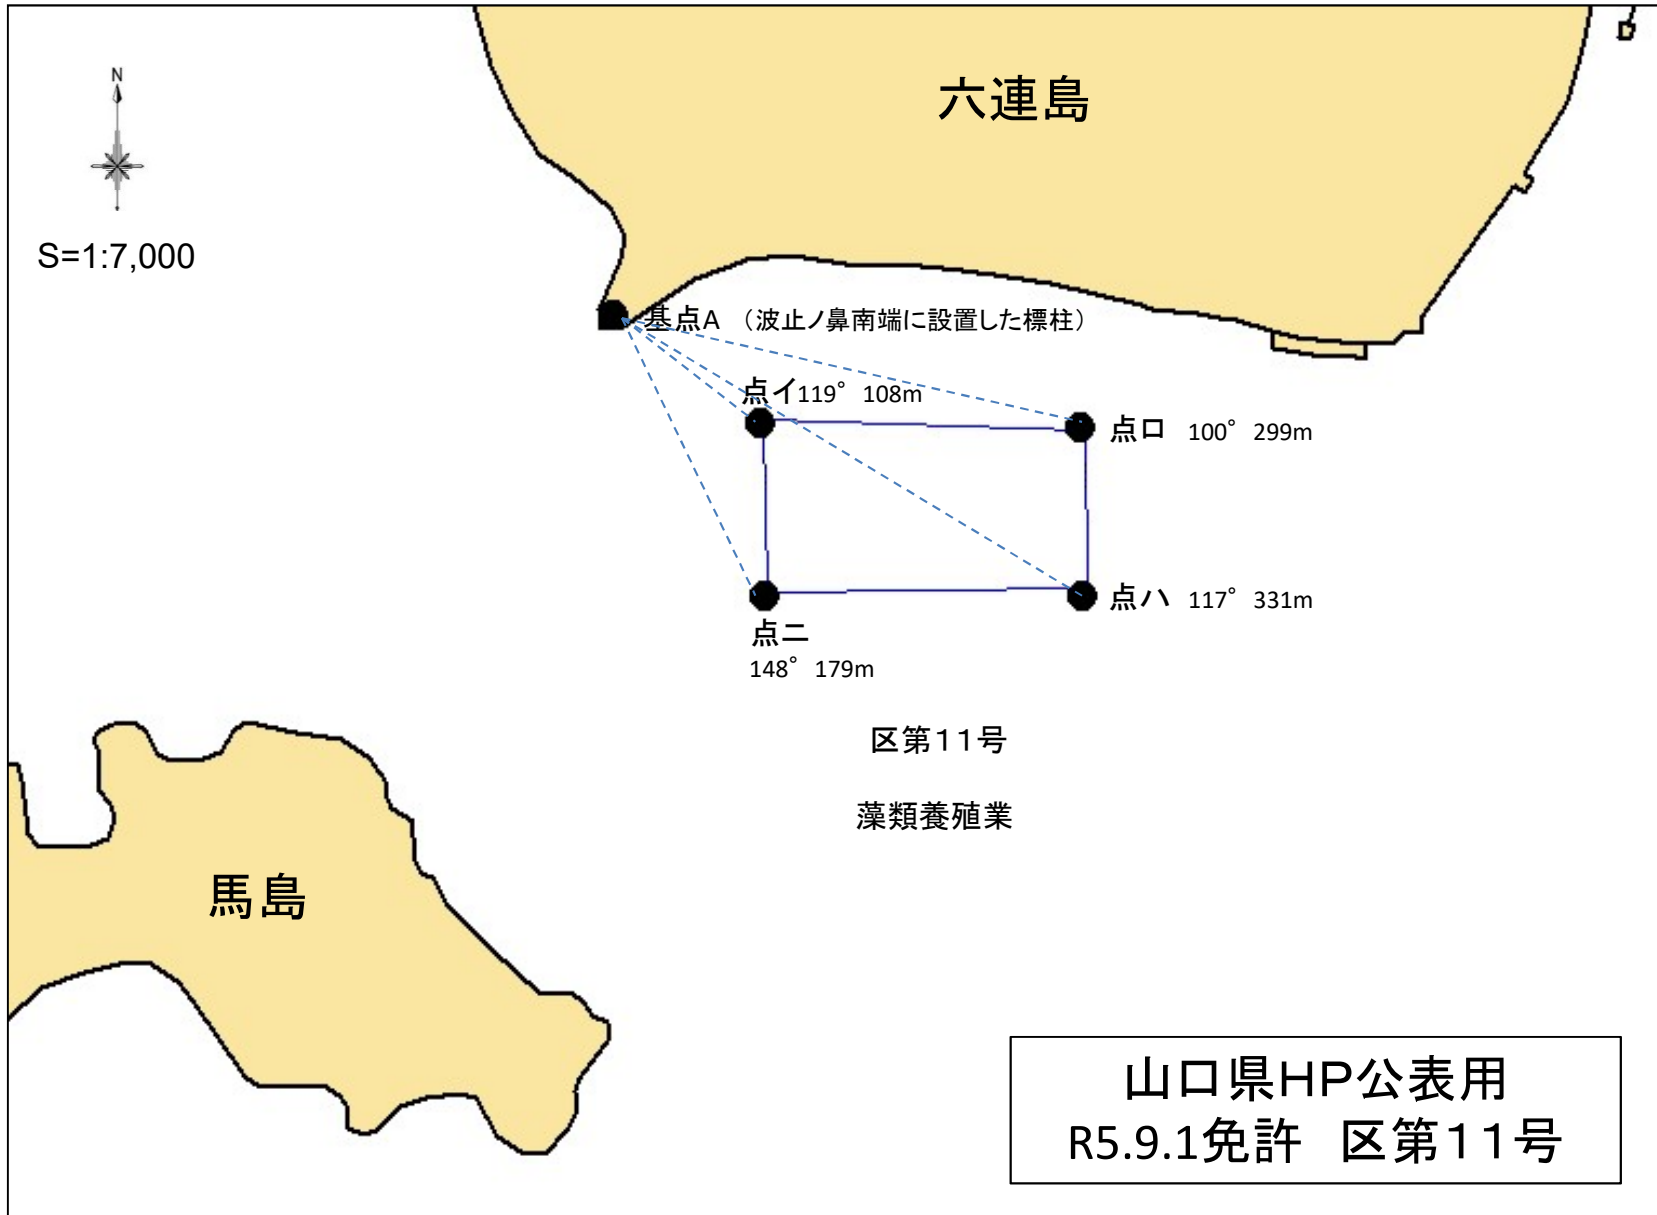 N
六連島
S=1:7,000
基点A （波止ノ鼻南端に設置した標柱）
点イ119° 108m
点ロ 100° 299m
点ハ 117° 331m
点ニ
148° 179m
区第１１号
藻類養殖業
馬島
山口県ＨＰ公表用
R5.9.1免許　区第１１号